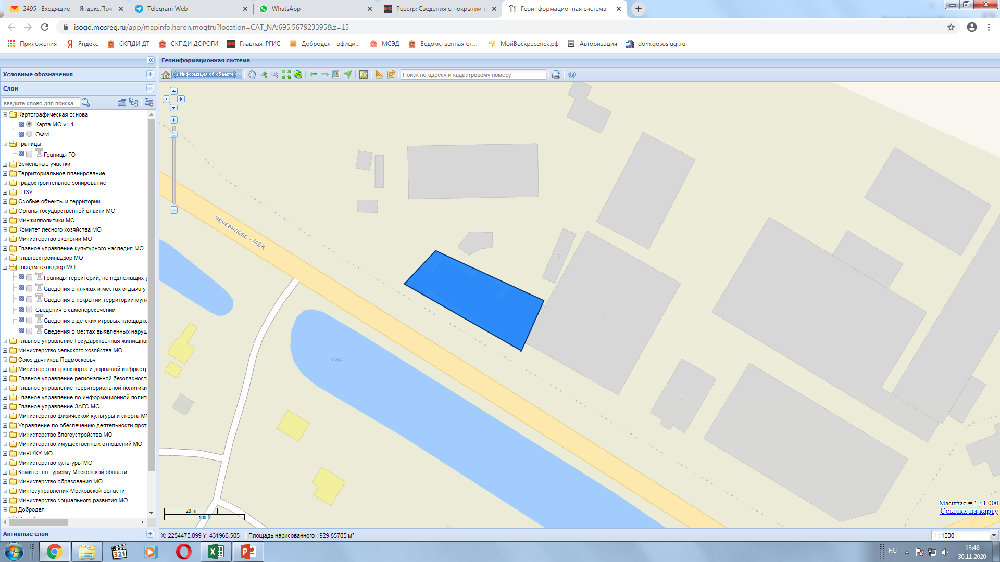 2495 · Входящие — Яндекс.Поч
Telegram Web
WhatsApp
Реестр: Сведения о покрытии т
Геоинформационная система
isogd.mosreg.ru/app/mapinfo.heron.mogtru?location=CAT_NA:695,567923395&z=15
Приложения
Яндекс
СКПДИ ДТ
СКПДИ ДОРОГИ
Главная. РГИС
Добродел - офици...
МСЭД
Ведомственная от...
МойВоскресенск.рф
Авторизация
dom.gosuslugi.ru
Геоинформационная система
Условные обозначения
Информация об объекте
Поиск по адресу и кадастровому номеру
Слои
введите слово для поиска
Картографическая основа
Карта МО v1.1
ОФМ
Границы
Границы ГО
Земельные участки
Территориальное планирование
Градостроительное зонирование
ГПЗУ
Особые объекты и территории
Органы государственной власти МО
Минжилполитики МО
Комитет лесного хозяйства МО
Министерство экологии МО
Главное управление культурного наследия МО
Главгосстройнадзор МО
Госадмтехнадзор МО
Границы территорий, не подлежащих у
Сведения о пляжах и местах отдыха у
Сведения о покрытии территории муни
Сведения о самопересечении
Сведения о детских игровых площадка
Сведения о местах выявленных наруш
Главное управление Государственная жилищная
Министерство сельского хозяйства МО
Союз дачников Подмосковья
Министерство транспорта и дорожной инфрастр
Главное управление региональной безопасност
Главное управление территориальной политики
Главное управление по информационной полит
Главное управление ЗАГС МО
Министерство физической культуры и спорта МО
Управление по обеспечению деятельности прот
Министерство благоустройства МО
Министерство имущественных отношений МО
МинЖКХ МО
Министерство культуры МО
Комитет по туризму Московской области
Министерство образования МО
Мингосуправления Московской области
Министерство социального развития МО
Добродел
Активные слои
Чечевилово - МБК
пруд
5
5
5
20 m
100 ft
Масштаб = 1 : 1 000
Ссылка на карту
X: 2254475.099 Y: 431966.505
Площадь нарисованного : 929.85705 м²
1 : 1000
321
RU
13:46
30.11.2020